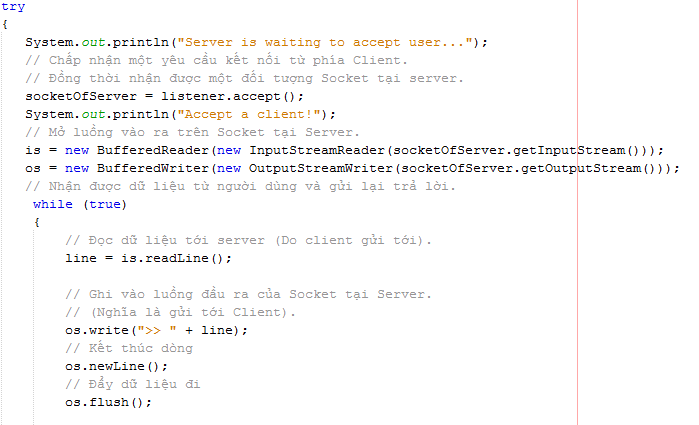 try
{
System.out.println("Server is waiting to accept user...");
// Chấp nhận một yêu cầu kết nối từ phía Client.
// Đồng thời nhận được một đối tượng Socket tại server.
socketOfServer = listener.accept();
System.out.println("Accept a client!");
// Mở luồng vào ra trên Socket tại Server.
is = new BufferedReader(new InputStreamReader(socketOfServer.getInputStream()));
os = new BufferedWriter(new OutputStreamWriter(socketOfServer.getOutputStream()));
// Nhận được dữ liệu từ người dùng và gửi lại trả lời.
while (true)
{
// Đọc dữ liệu tới server (Do client gửi tới).
line = is.readLine();
// Ghi vào luồng đầu ra của Socket tại Server.
// (Nghĩa là gửi tới Client).
os.write(">> " + line);
// Kết thúc dòng
os.newLine();
// Đẩy dữ liệu đi
os.flush();